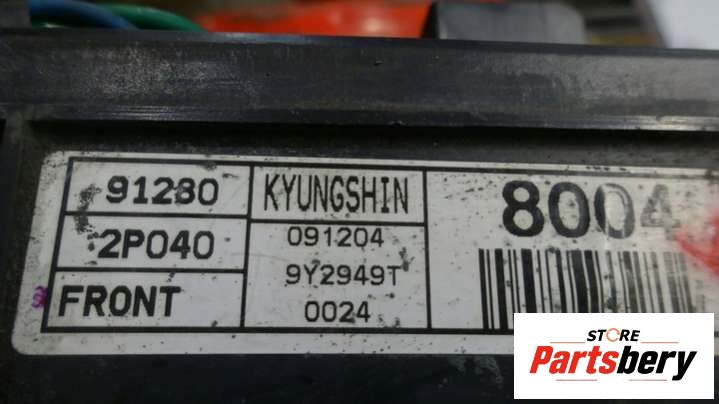 91280
2P040
FRONT
KYUNGSHIN
091204
9Y2949T
0024
8004
STORE
Partsbery